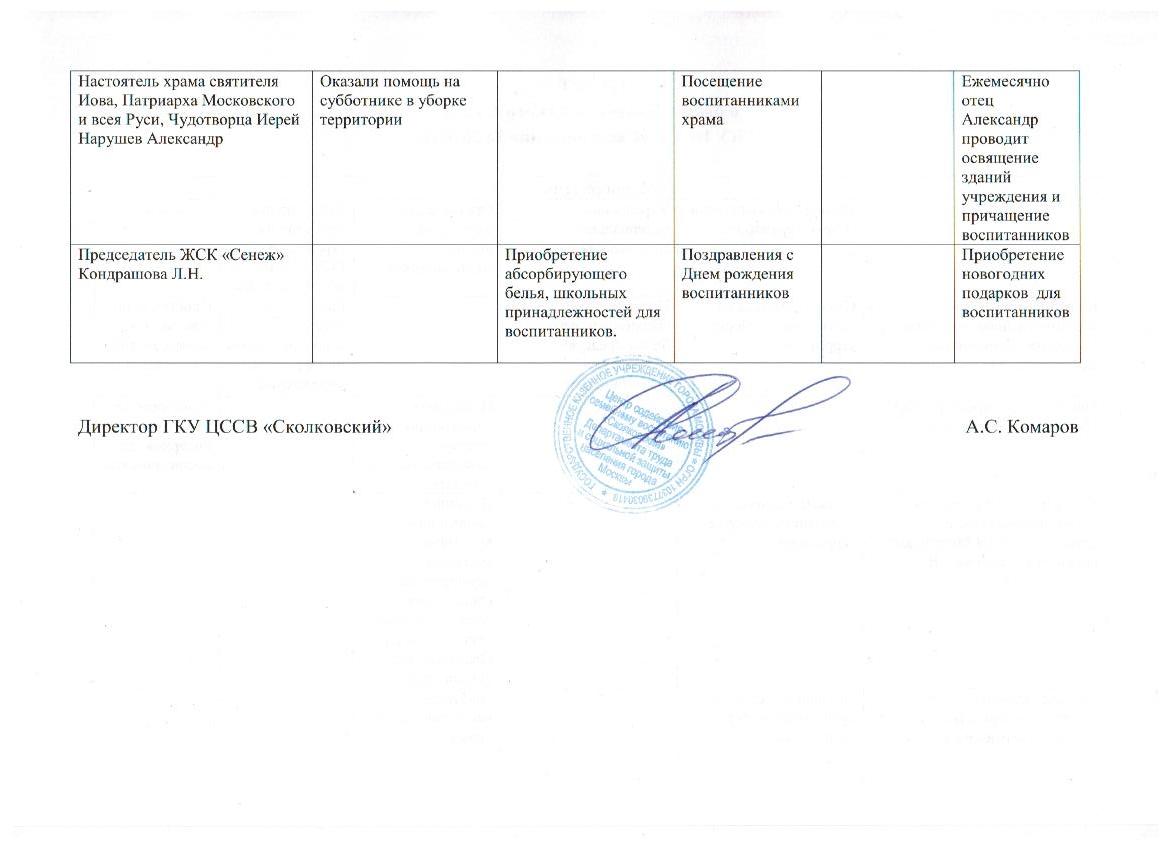 Настоятель храма святителя
Иова, Патриарха Московского
и всея Руси, Чудотворца Иерей
Нарушев Александр
Оказали помощь на
субботнике в уборке
территории
Посещение
воспитанниками
храма
Ежемесячно
отец
Александр
проводит
освящение
зданий
учреждения и
причащение
воспитанников
Председатель ЖСК «Сенеж»
Кондрашова Л.Н.
Приобретение
абсорбирующего
белья, школьных
принадлежностей для
воспитанников.
Поздравления с
Днем рождения
воспитанников
Приобретение
новогодних
подарков для
воспитанников
Директор ГКУ ЦССВ «Сколковский»
А.С. Комаров
ГОСУДАРСТВЕННОЕ КАЗЕННОЕ УЧРЕЖДЕНИЕ ГОРОДА МОСКВЫ
Центр содействия
семейному воспитанию
Департамента труда
и социальной защиты
населения города
Москвы